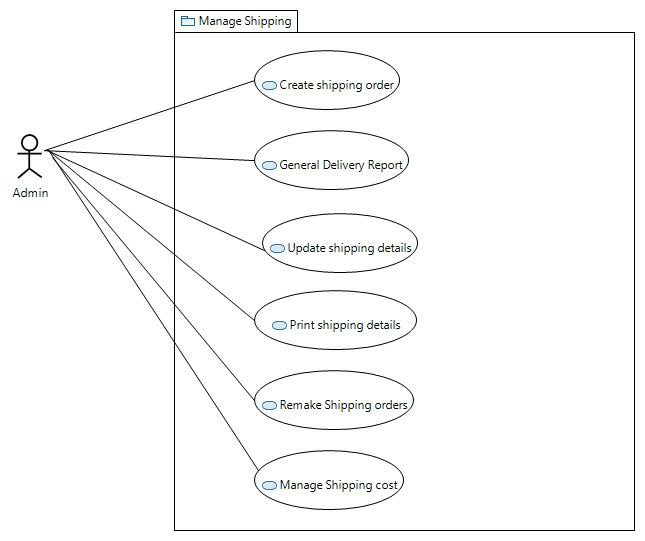 Manage Shipping
Create shipping order
General Delivery Report
Admin
Update shipping details
Print shipping details
Remake Shipping orders
Manage Shipping cost